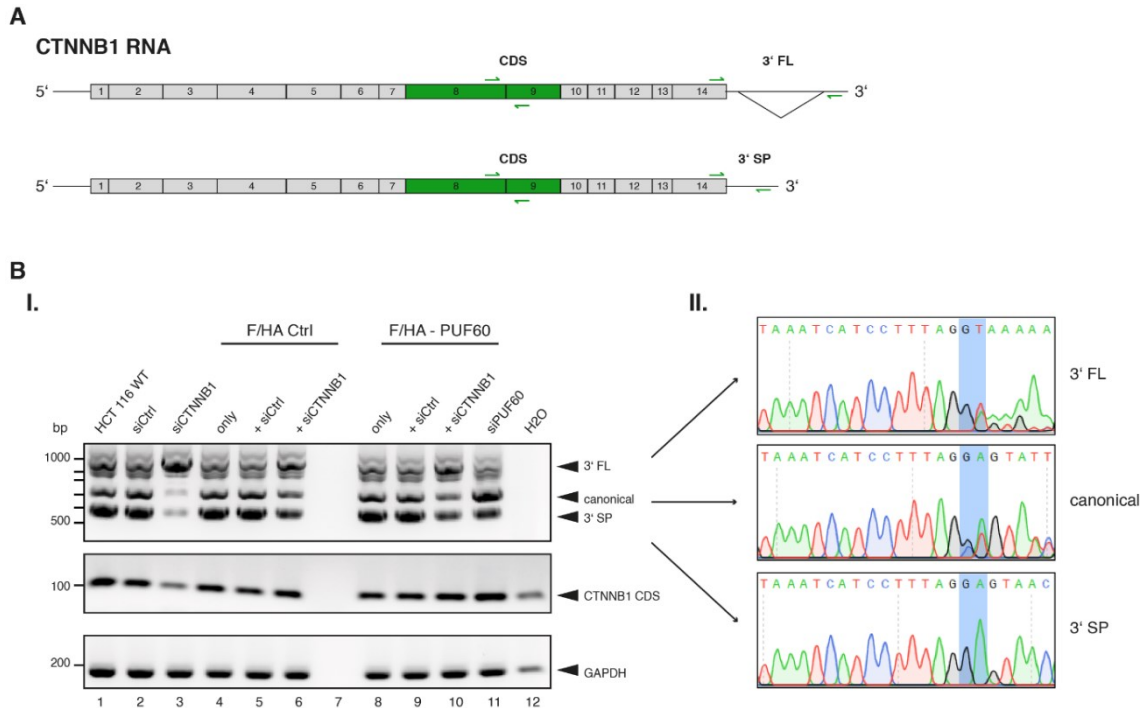 A
CTNNB1 RNA
CDS 3' FL
5' 1 2 3 4 5 6 7 8 9 10 11 12 13 14 3'
CDS 3' SP
5' 1 2 3 4 5 6 7 8 9 10 11 12 13 14 3'
B
I. II.
F/HA Ctrl F/HA - PUF60
bp HCT 116 WT siCtrl siCTNNB1 only + siCtrl + siCTNNB1 only + siCtrl + siCTNNB1 siPUF60 H2O
1000
500
3' FL
canonical
3' SP
100
CTNNB1 CDS
200
GAPDH
1 2 3 4 5 6 7 8 9 10 11 12
TAAATCATCCTTTAGGTAAAAA
3' FL
TAAATCATCCTTTAGGAGTATT
canonical
TAAATCATCCTTTAGGAGTAAC
3' SP